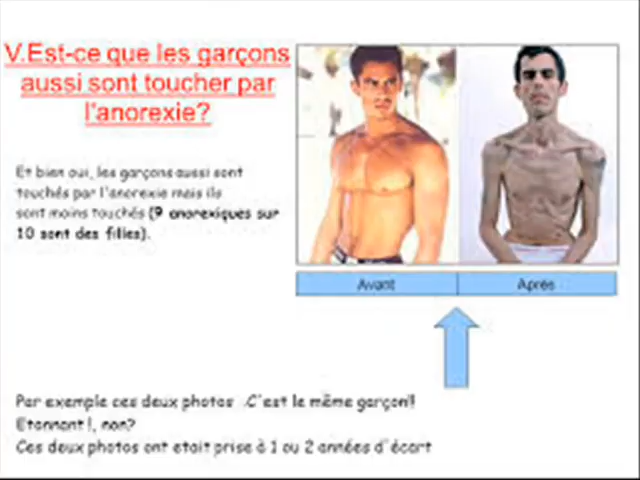 V.Est-ce que les garçons
aussi sont toucher par
l'anorexie?
Et bien oui, les garçons aussi sont
touchés par l'anorexie mais ils
sont moins touchés (9 anorexiques sur
10 sont des filles).
Avant Après
Par exemple ces deux photos .C'est le même garçon!!
Etonnant !, non?
Ces deux photos ont etait prise à 1 ou 2 années d'écart